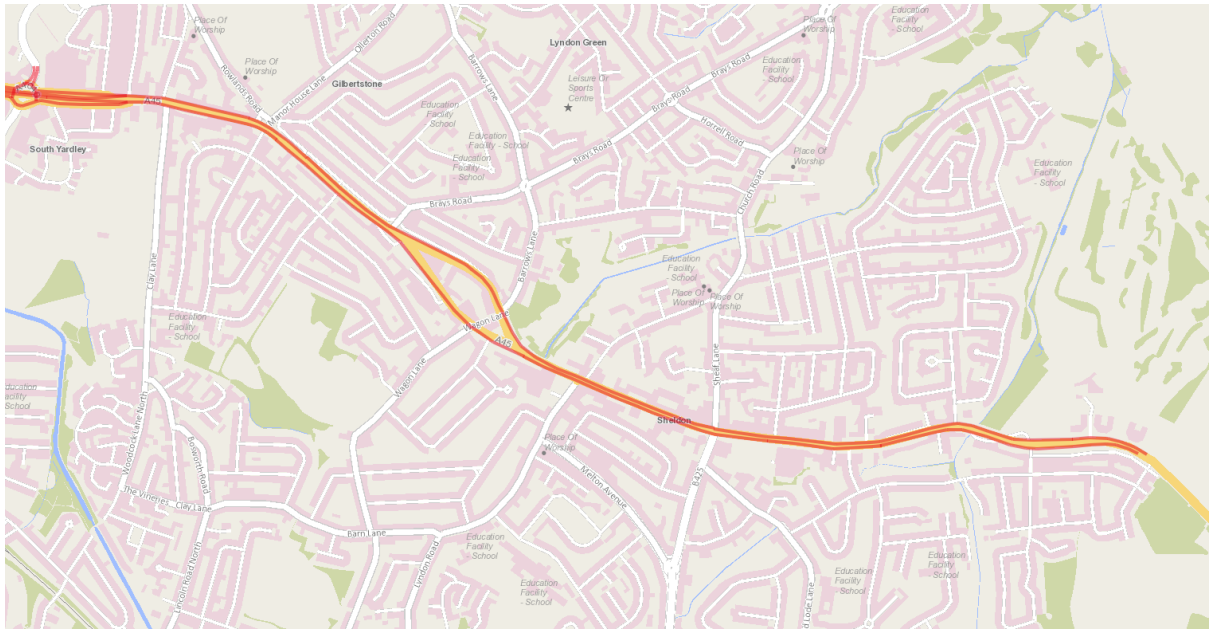 Place Of
Worship
Ollerton Road
Barrows Lane
Lyndon Green
Place Of
Worship
Education
Facility
- School
Place Of
Worship
Rowlands Road
Gilbertstone
Leisure Or
Sports
Centre
Brays Road
Education
Facility -
School
A45
Manor House Lane
Education
Facility -
School
Brays Road
Horrell Road
South Yardley
Education
Facility - School
Education
Facility -
School
Brays Road
Place Of
Worship
Education
Facility -
School
Brays Road
Church Road
Clay Lane
Barrows Lane
Education
Facility
- School
Place Of
Worship
Place Of
Worship
Education
Facility -
School
Wagon Lane
A45
Wagon Lane
Sheaf Lane
Education
Facility
- School
Woodcock Lane North
Sheldon
Bosworth Road
Place Of
Worship
Melton Avenue
B425
The Vineries
Clay Lane
Barn Lane
Lyndon Road
Lincoln Road North
Education
Facility -
School
Education
Facility
- School
Education
Facility -
School
Education
Facility
- School
Lode Lane